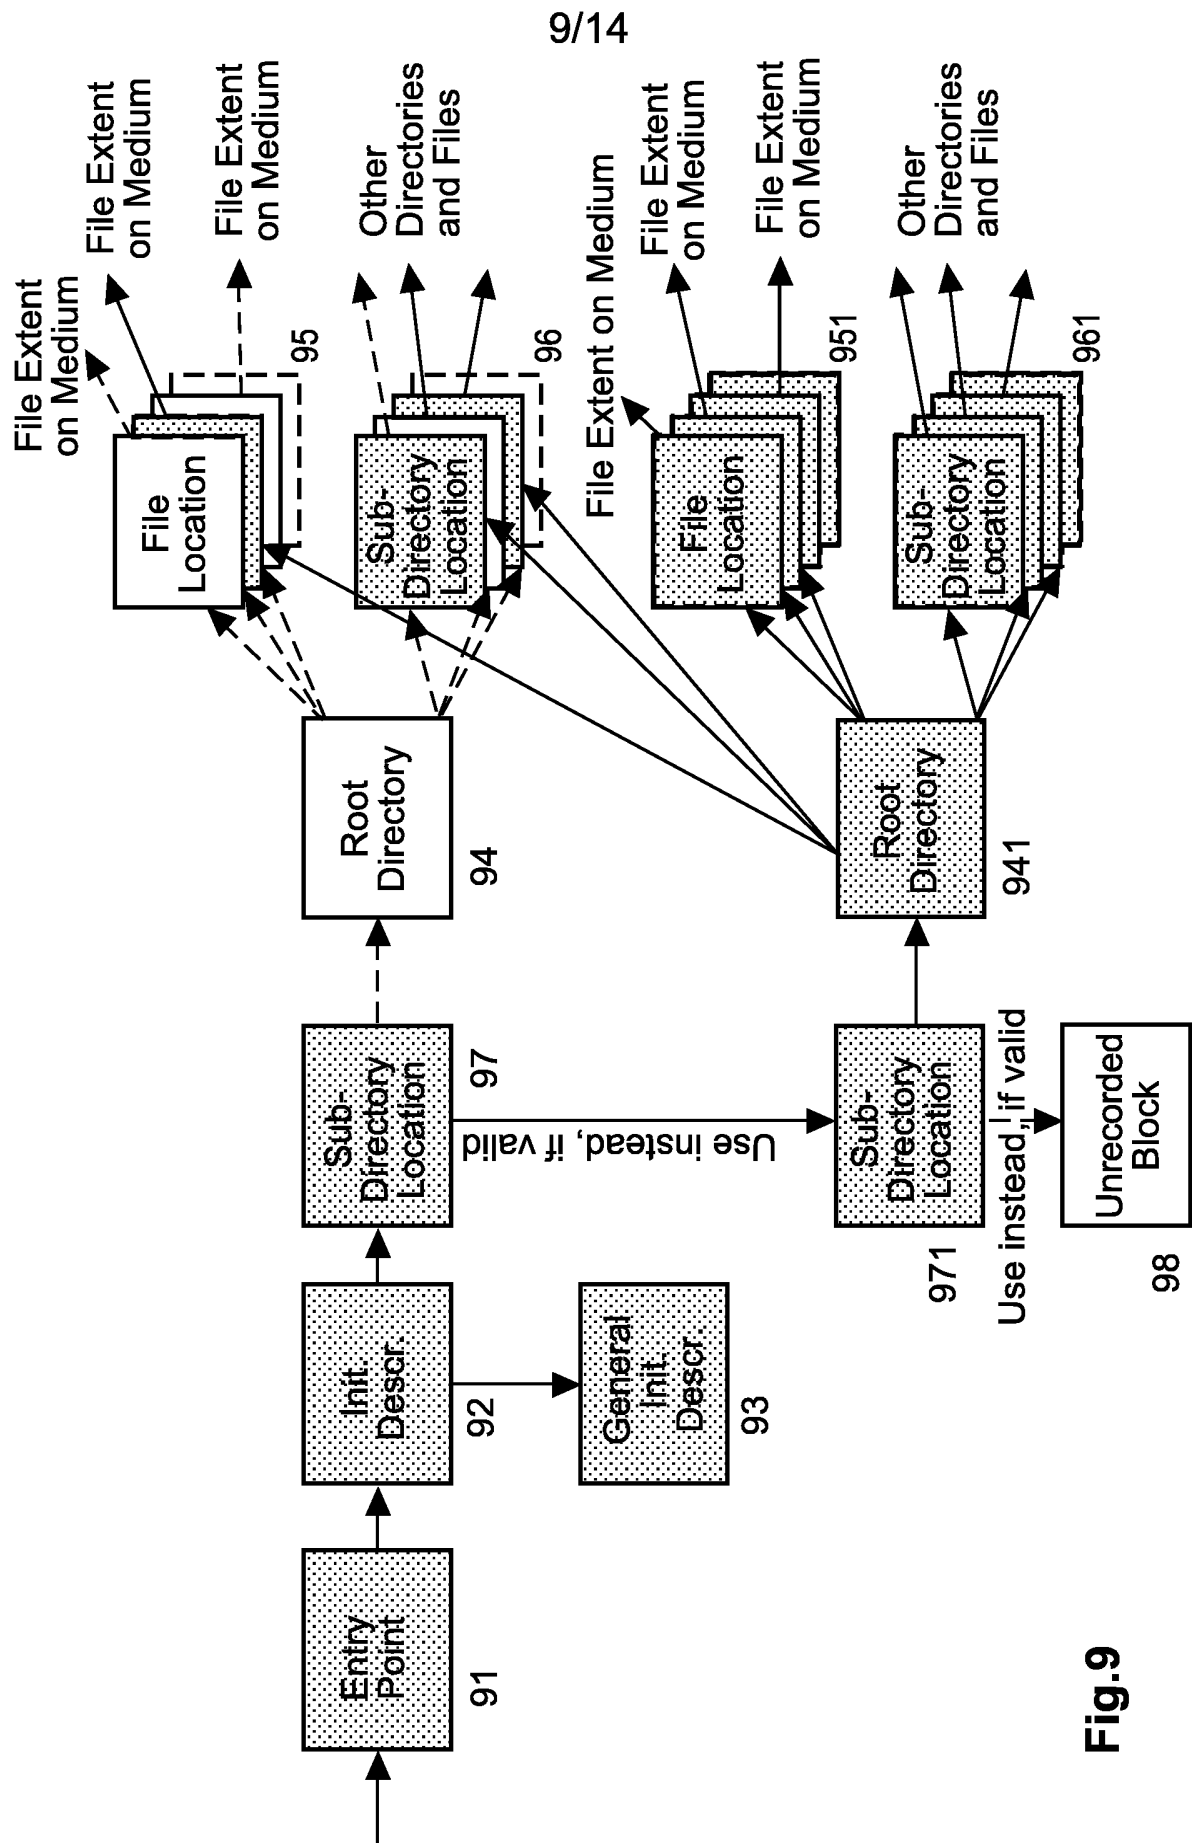 9/14
File Extent
on Medium
File Extent
on Medium
File Extent
on Medium
Other
Directories
and Files
File Extent on Medium
File Extent
on Medium
File Extent
on Medium
Other
Directories
and Files
File
Location
95
Sub-
Directory
Location
96
File
Location
951
Sub-
Directory
Location
961
Root
Directory
94
Root
Directory
941
Sub-
Directory
Location
97
Use instead, if valid
Sub-
Directory
Location
971
Use instead, if valid
Unrecorded
Block
98
Init.
Descr.
92
General
Init.
Descr.
93
Entry
Point
91
Fig.9